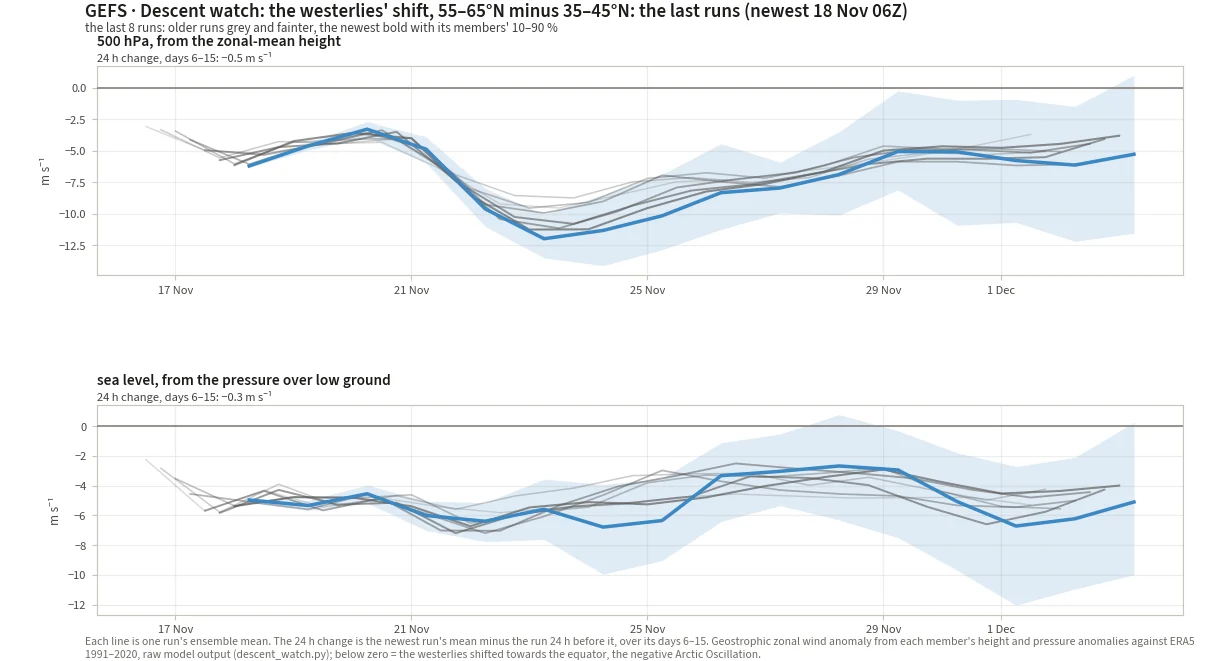 GEFS · Descent watch: the westerlies' shift, 55–65°N minus 35–45°N: the last runs (newest 18 Nov 06Z)
the last 8 runs: older runs grey and fainter, the newest bold with its members' 10–90 %
500 hPa, from the zonal-mean height
24 h change, days 6–15: −0.5 m s⁻¹
0.0
−2.5
−5.0
−7.5
−10.0
−12.5
m s⁻¹
17 Nov
21 Nov
25 Nov
29 Nov
1 Dec
sea level, from the pressure over low ground
24 h change, days 6–15: −0.3 m s⁻¹
0
−2
−4
−6
−8
−10
−12
m s⁻¹
17 Nov
21 Nov
25 Nov
29 Nov
1 Dec
Each line is one run's ensemble mean. The 24 h change is the newest run's mean minus the run 24 h before it, over its days 6–15. Geostrophic zonal wind anomaly from each member's height and pressure anomalies against ERA5
1991–2020, raw model output (descent_watch.py); below zero = the westerlies shifted towards the equator, the negative Arctic Oscillation.